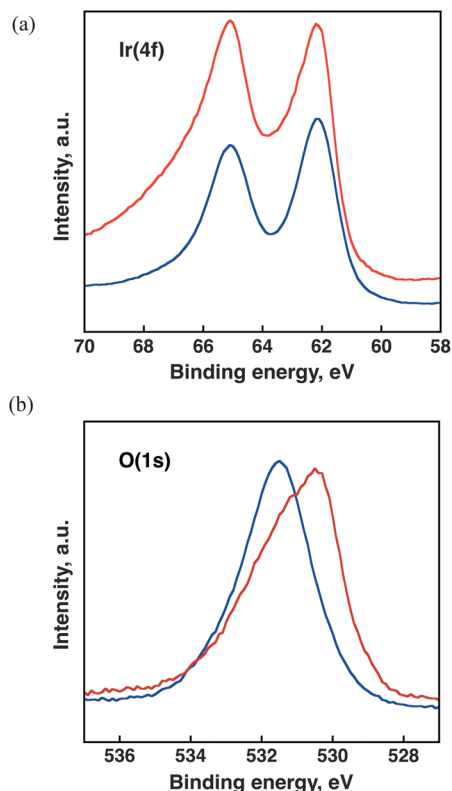 (a)
Ir(4f)
Intensity, a.u.
70 68 66 64 62 60 58
Binding energy, eV
(b)
O(1s)
Intensity, a.u.
536 534 532 530 528
Binding energy, eV